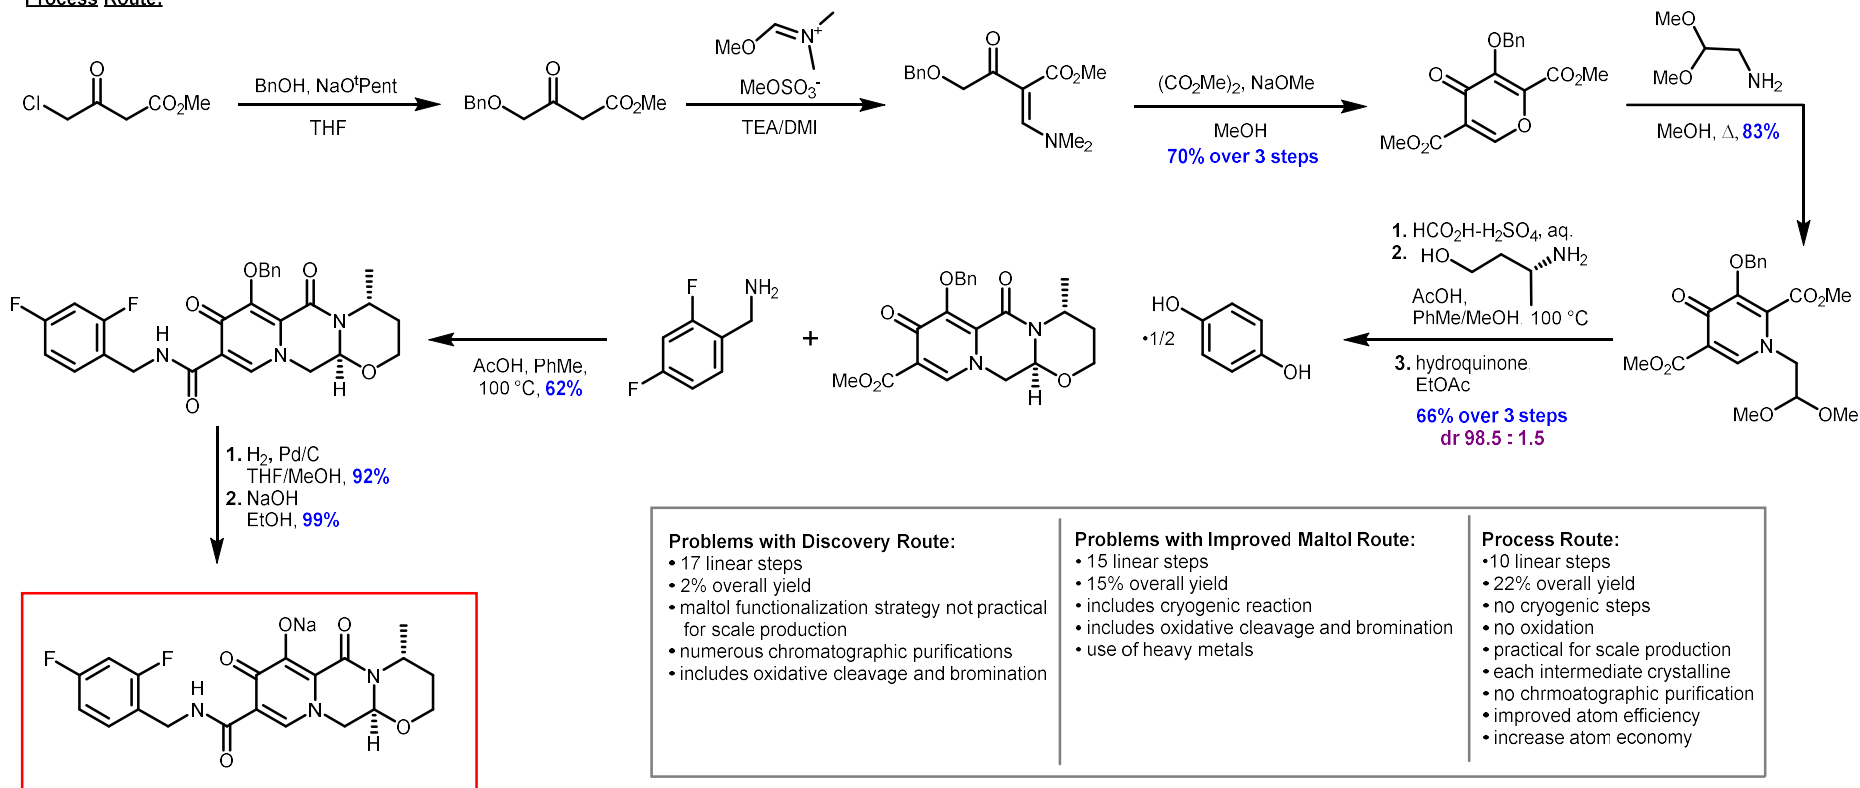 Process Route:
Cl
O
CO2Me
BnOH, NaOtPent
THF
BnO
O
CO2Me
MeO
N+
MeOSO3-
TEA/DMI
BnO
O
CO2Me
NMe2
(CO2Me)2, NaOMe
MeOH
70% over 3 steps
OBn
O
CO2Me
MeO2C
O
MeO
MeO
NH2
MeOH, Δ, 83%
OBn
O
CO2Me
MeO2C
N
MeO
OMe
1. HCO2H-H2SO4, aq.
2.
HO
NH2
AcOH,
PhMe/MeOH, 100 °C
3. hydroquinone,
EtOAc
66% over 3 steps
dr 98.5 : 1.5
OBn
O
O
N
N
MeO2C
O
H
•1/2
HO
OH
+
F
NH2
F
AcOH, PhMe,
100 °C, 62%
OBn
O
O
F
F
H
N
O
N
N
O
H
1. H2, Pd/C
THF/MeOH, 92%
2. NaOH
EtOH, 99%
ONa
O
O
F
F
H
N
O
N
N
O
H
Problems with Discovery Route:
• 17 linear steps
• 2% overall yield
• maltol functionalization strategy not practical
for scale production
• numerous chromatographic purifications
• includes oxidative cleavage and bromination
Problems with Improved Maltol Route:
• 15 linear steps
• 15% overall yield
• includes cryogenic reaction
• includes oxidative cleavage and bromination
• use of heavy metals
Process Route:
•10 linear steps
• 22% overall yield
• no cryogenic steps
• no oxidation
• practical for scale production
• each intermediate crystalline
• no chrmoatographic purification
• improved atom efficiency
• increase atom economy